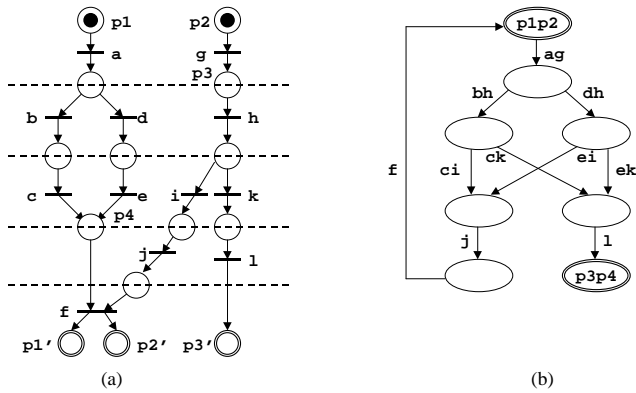 p1 p2
a g
p3
b d h
c e i k
p4
j l
f
p1' p2' p3'
(a)
p1p2
ag
bh dh
f
ck ei
ci ek
j l
p3p4
(b)